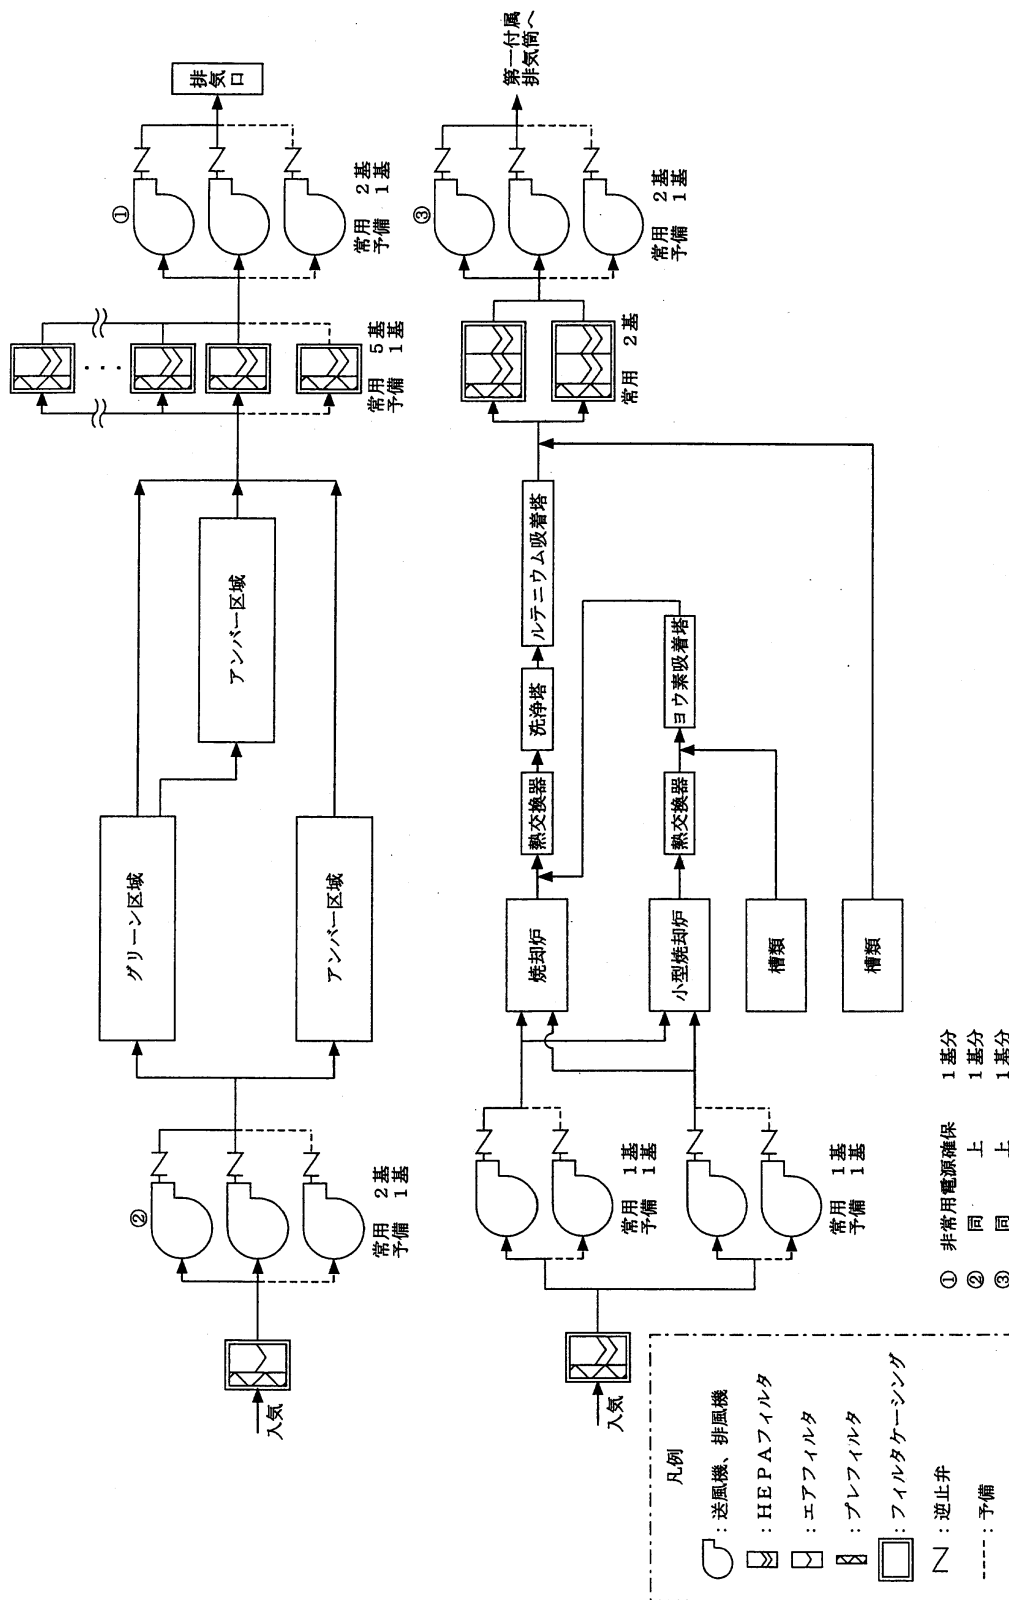 入気
②
常用 2基
予備 1基
グリーン区域
アンバー区域
アンバー区域
常用 5基
予備 1基
①
常用 2基
予備 1基
排気口
入気
常用 1基
予備 1基
常用 1基
予備 1基
焼却炉
小型焼却炉
槽類
槽類
熱交換器
洗浄塔
ルテニウム吸着塔
熱交換器
ヨウ素吸着塔
常用 2基
③
常用 2基
予備 1基
第一付属
排気筒へ
凡例
:送風機、排風機
:HEPAフィルタ
:エアフィルタ
:プレフィルタ
:フィルタケーシング
:逆止弁
:予備
① 非常用電源確保 1基分
② 同 上 1基分
③ 同 上 1基分